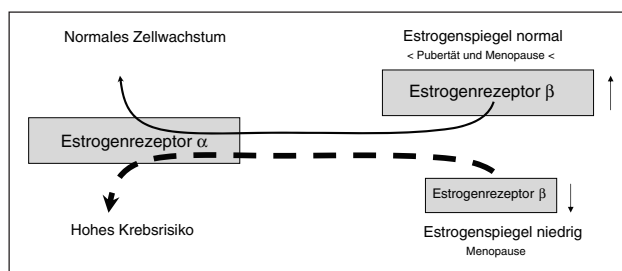 Normales Zellwachstum
Estrogenspiegel normal
< Pubertät und Menopause <
Estrogenrezeptor β
Estrogenrezeptor α
Estrogenrezeptor β
Hohes Krebsrisiko
Estrogenspiegel niedrig
Menopause